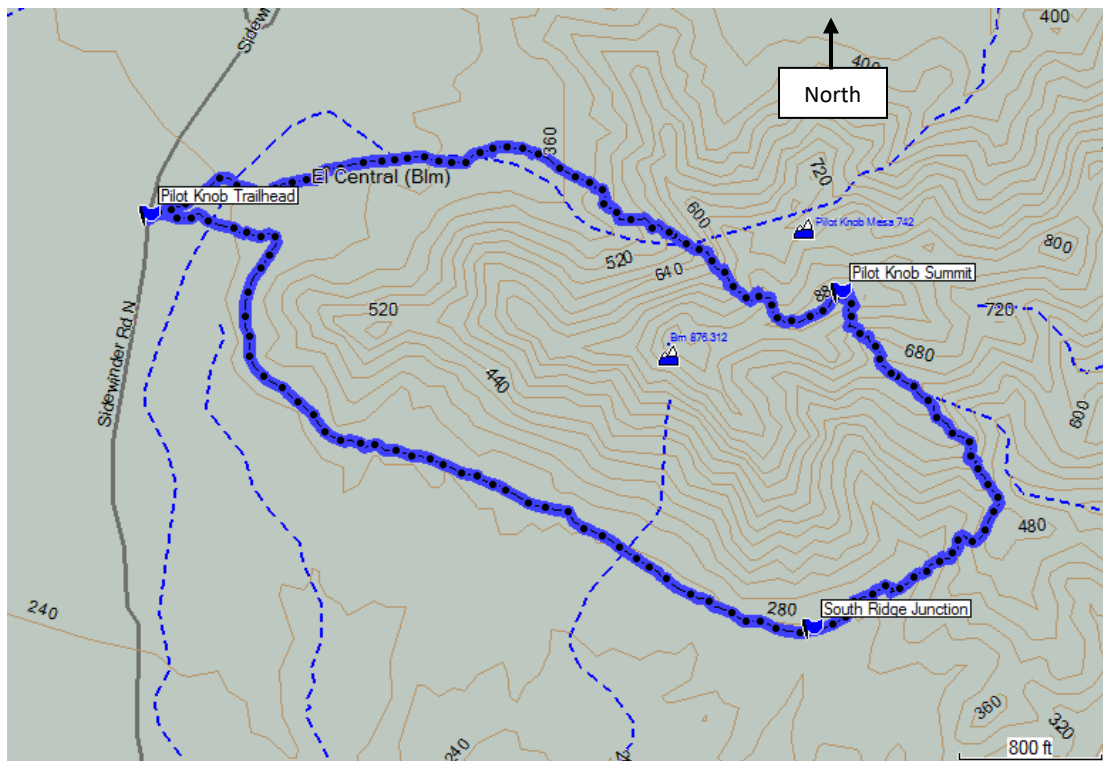 Sidewi
400
400
North
360
720
El Central (Blm)
Pilot Knob Trailhead
600
Pilot Knob Mesa 742
800
520
640
Pilot Knob Summit
88
520
720
Bm 876.312
680
Sidewinder Rd N
440
600
480
280
South Ridge Junction
240
360
320
240
800 ft